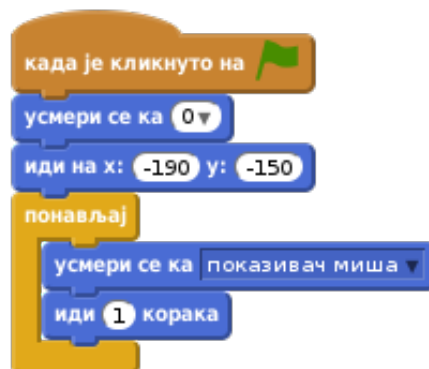 када је кликнуто на
усмери се ка 0
иди на x: -190 y: -150
понављај
усмери се ка показивач миша
иди 1 корака